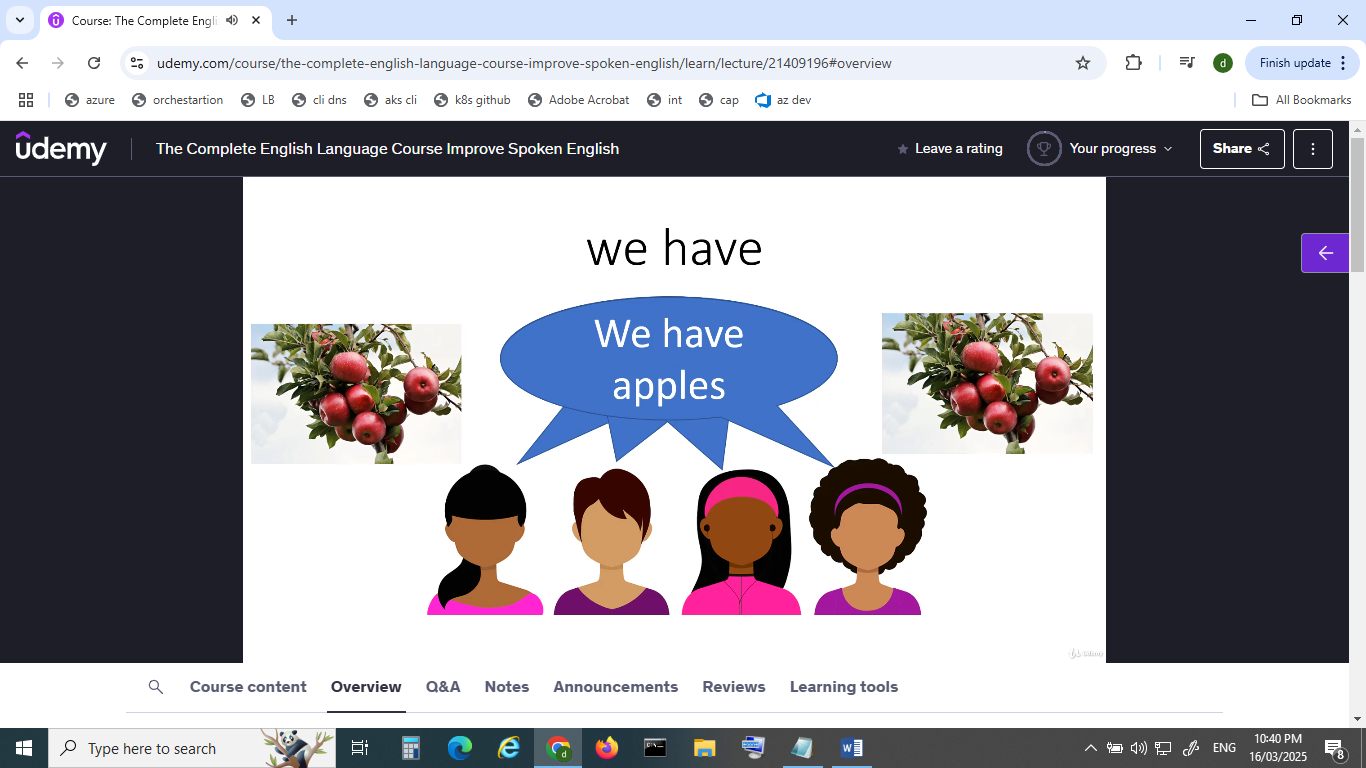 Course: The Complete Engli
udemy.com/course/the-complete-english-language-course-improve-spoken-english/learn/lecture/21409196#overview
d
Finish update
azure
orchestartion
LB
cli dns
aks cli
k8s github
Adobe Acrobat
int
cap
az dev
All Bookmarks
udemy
The Complete English Language Course Improve Spoken English
Leave a rating
Your progress
Share
we have
We have
apples
Udemy
Course content
Overview
Q&A
Notes
Announcements
Reviews
Learning tools
Type here to search
ENG
10:40 PM
16/03/2025
8